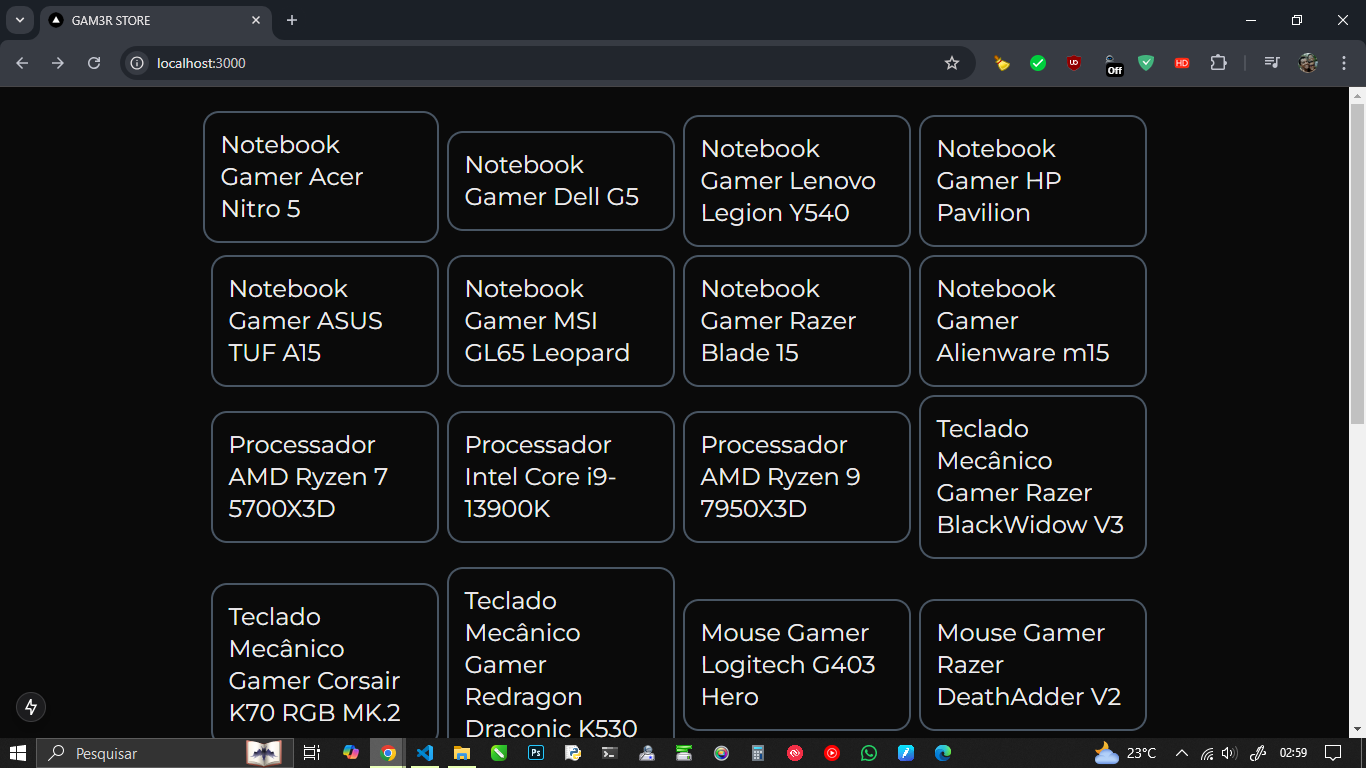 GAM3R STORE
localhost:3000
Off
UD
HD
Notebook
Gamer Acer
Nitro 5
Notebook
Gamer Dell G5
Notebook
Gamer Lenovo
Legion Y540
Notebook
Gamer HP
Pavilion
Notebook
Gamer ASUS
TUF A15
Notebook
Gamer MSI
GL65 Leopard
Notebook
Gamer Razer
Blade 15
Notebook
Gamer
Alienware m15
Processador
AMD Ryzen 7
5700X3D
Processador
Intel Core i9-
13900K
Processador
AMD Ryzen 9
7950X3D
Teclado
Mecânico
Gamer Razer
BlackWidow V3
Teclado
Mecânico
Gamer Corsair
K70 RGB MK.2
Teclado
Mecânico
Gamer
Redragon
Draconic K530
Mouse Gamer
Logitech G403
Hero
Mouse Gamer
Razer
DeathAdder V2
Pesquisar
Ps
23°C
02:59